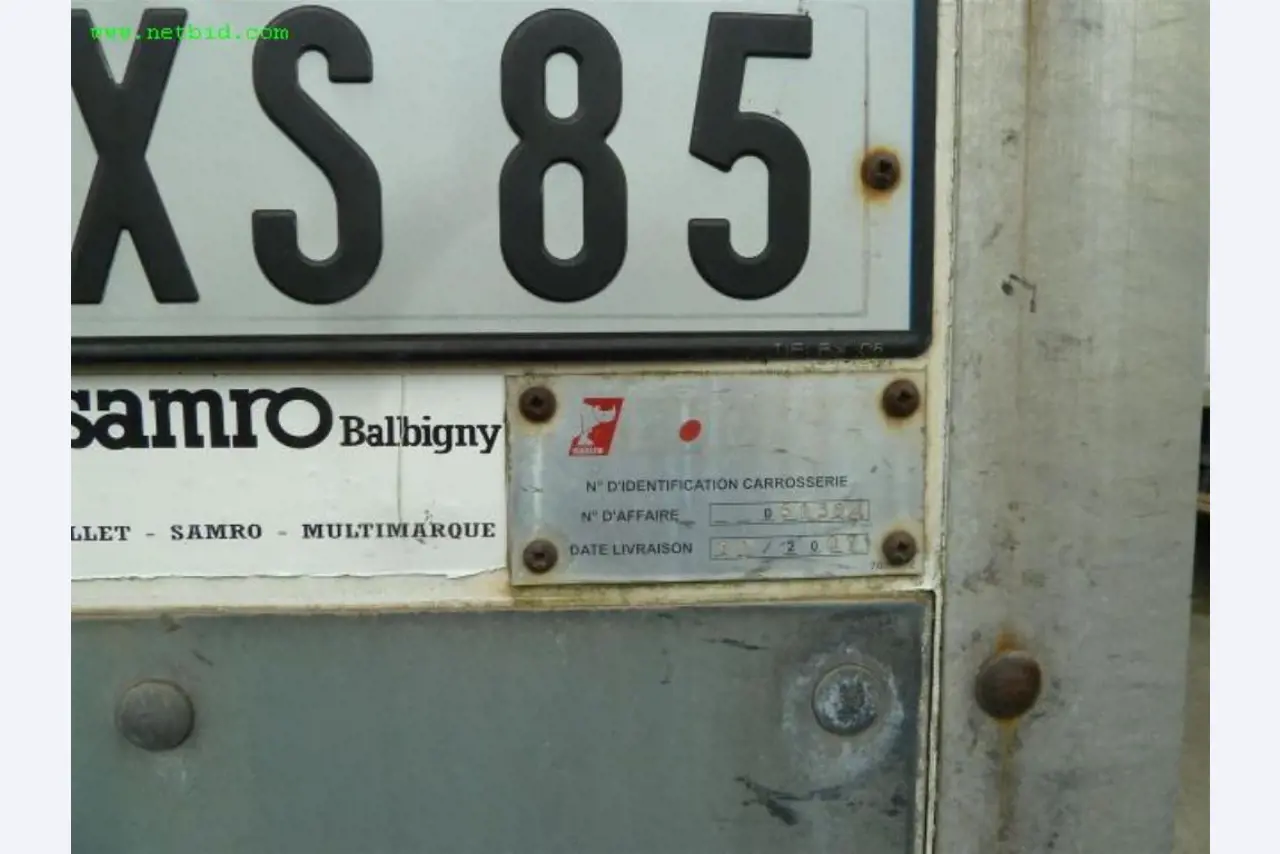 www.netbid.com
XS 85
samro Balbigny
LLET - SAMRO - MULTIMARQUE
N° D'IDENTIFICATION CARROSSERIE
N° D'AFFAIRE
DATE LIVRAISON